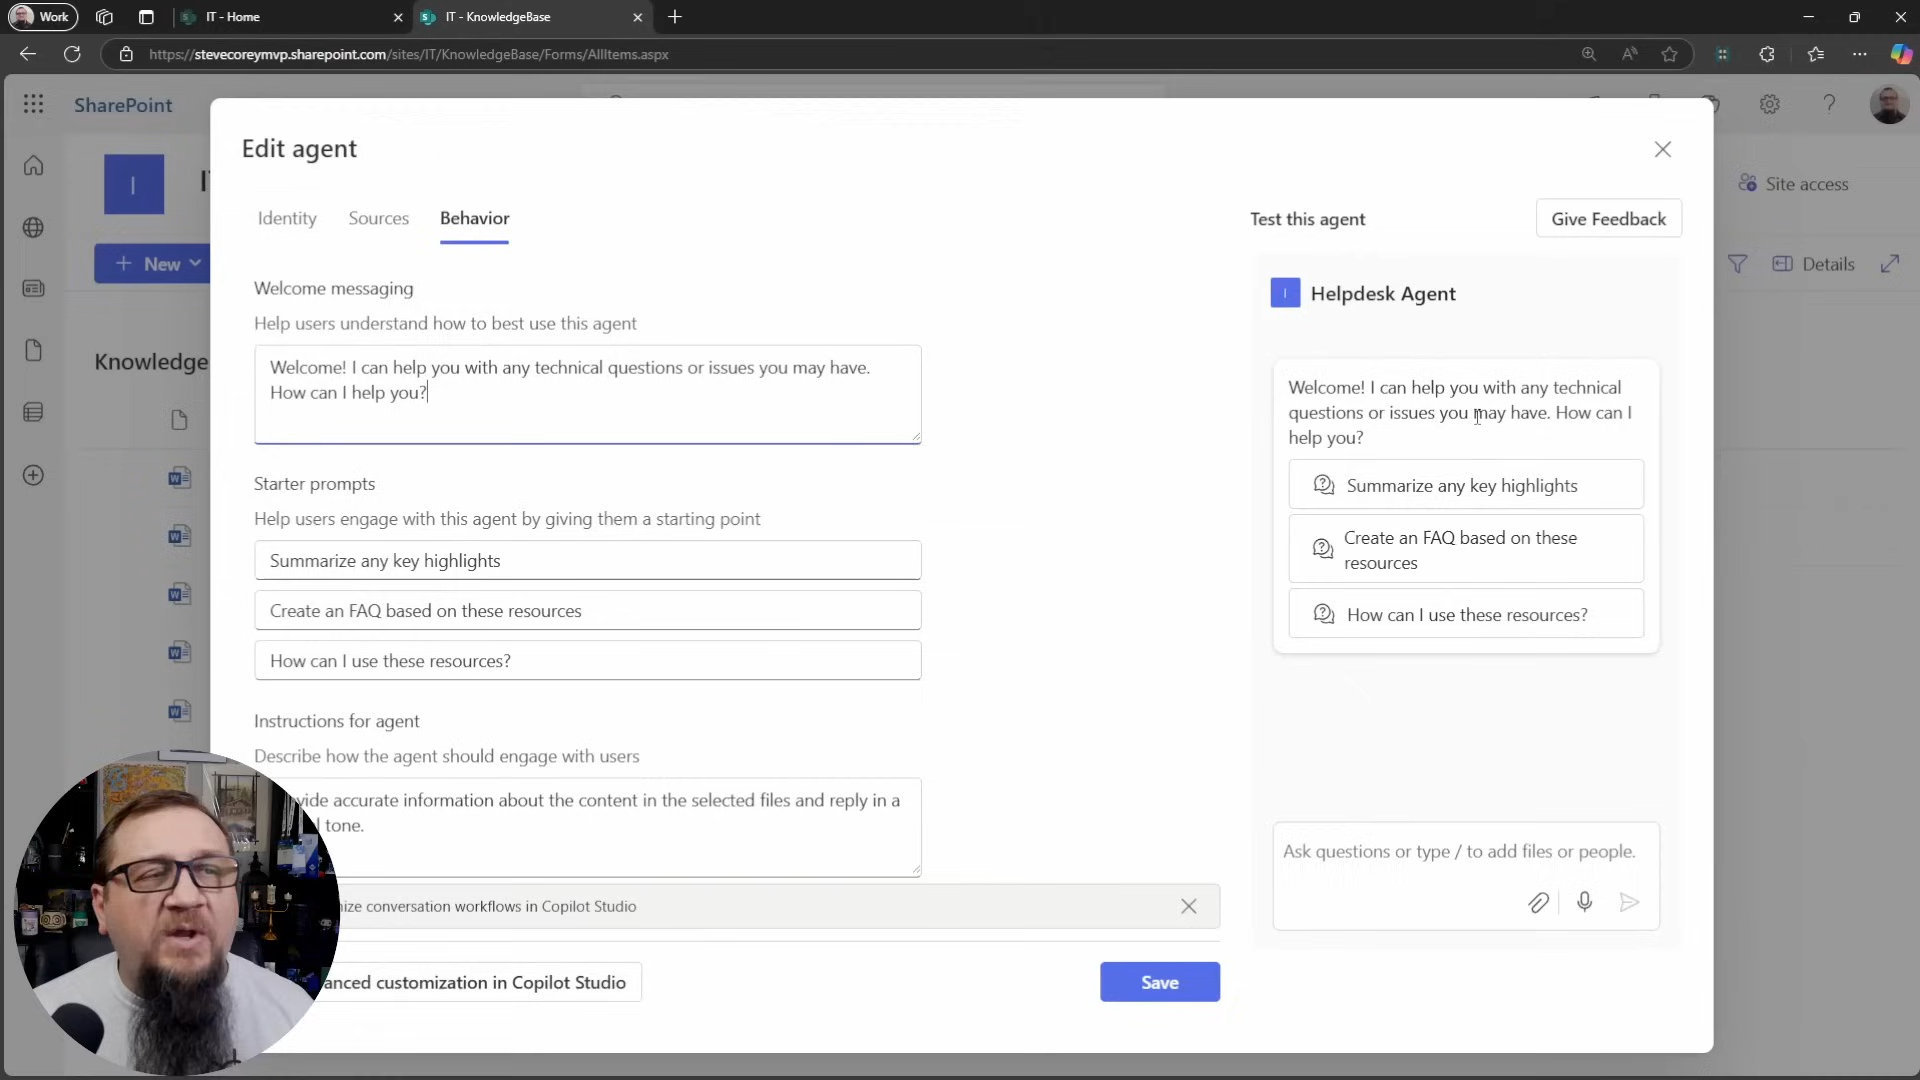 Work
IT - Home
IT - KnowledgeBase
https://stevecoreymvp.sharepoint.com/sites/IT/KnowledgeBase/Forms/AllItems.aspx
SharePoint
I
Site access
New
Details
Knowledge
Edit agent
Identity
Sources
Behavior
Welcome messaging
Help users understand how to best use this agent
Welcome! I can help you with any technical questions or issues you may have.
How can I help you?
Starter prompts
Help users engage with this agent by giving them a starting point
Summarize any key highlights
Create an FAQ based on these resources
How can I use these resources?
Instructions for agent
Describe how the agent should engage with users
vide accurate information about the content in the selected files and reply in a
l tone.
ize conversation workflows in Copilot Studio
anced customization in Copilot Studio
Save
Test this agent
Give Feedback
I
Helpdesk Agent
Welcome! I can help you with any technical
questions or issues you may have. How can I
help you?
Summarize any key highlights
Create an FAQ based on these
resources
How can I use these resources?
Ask questions or type / to add files or people.